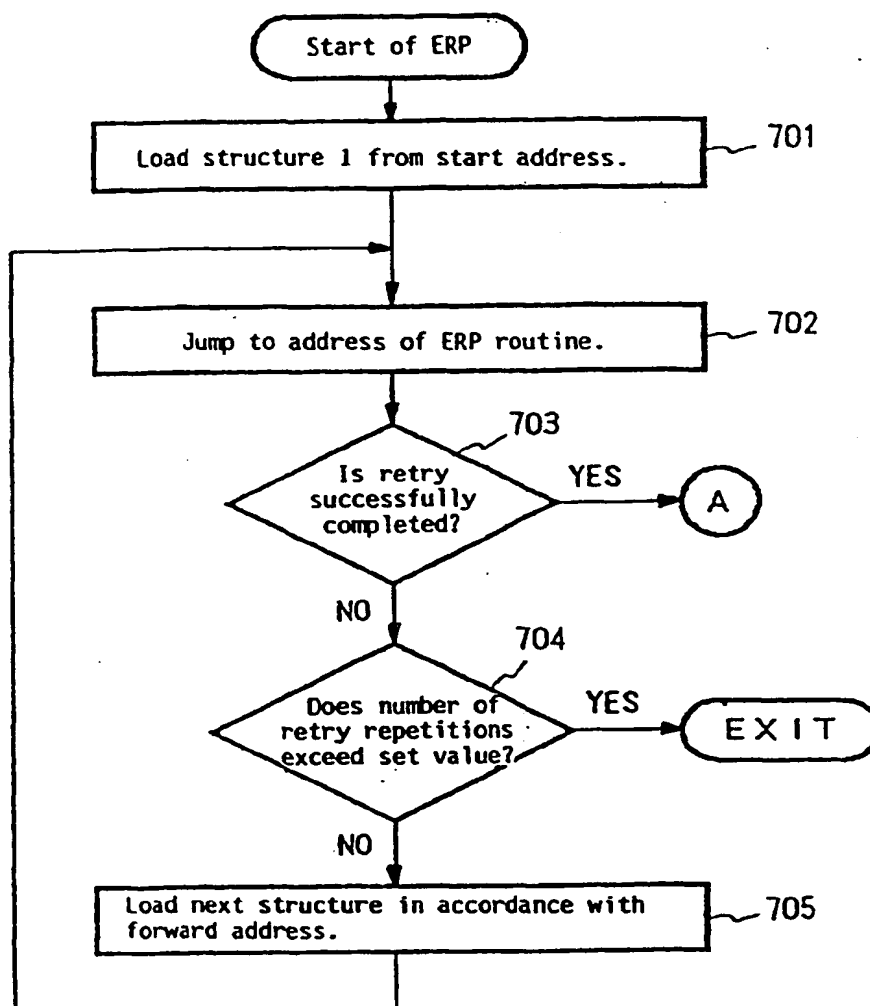 Start of ERP
Load structure 1 from start address.
701
Jump to address of ERP routine.
702
703
Is retry
successfully
completed?
YES
A
NO
704
Does number of
retry repetitions
exceed set value?
YES
EXIT
NO
Load next structure in accordance with
forward address.
705